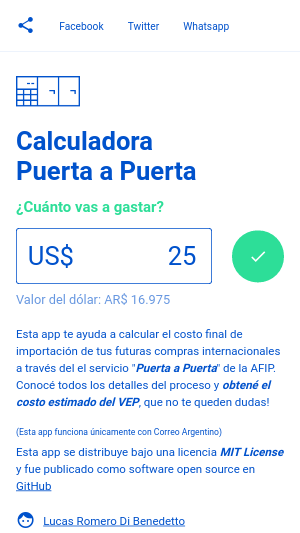 Facebook Twitter Whatsapp
Calculadora
Puerta a Puerta
¿Cuánto vas a gastar?
US$ 25
Valor del dólar: AR$ 16.975
Esta app te ayuda a calcular el costo final de
importación de tus futuras compras internacionales
a través del el servicio "Puerta a Puerta" de la AFIP.
Conocé todos los detalles del proceso y obtené el
costo estimado del VEP, que no te queden dudas!
(Esta app funciona únicamente con Correo Argentino)
Esta app se distribuye bajo una licencia MIT License
y fue publicado como software open source en
GitHub
Lucas Romero Di Benedetto